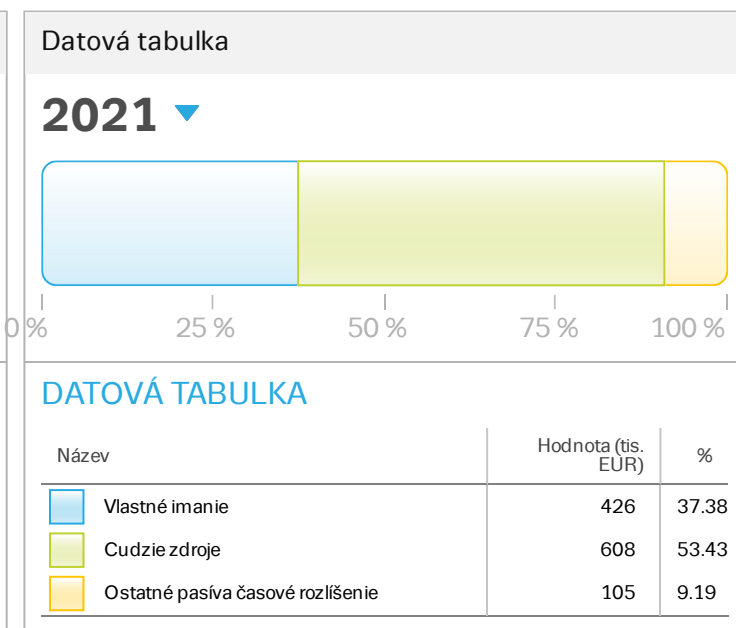 Datová tabulka
2021
0 %
25 %
50 %
75 %
100 %
DATOVÁ TABULKA
Název
Hodnota (tis.
EUR)
%
Vlastné imanie 426 37.38
Cudzie zdroje 608 53.43
Ostatné pasíva časové rozlíšenie 105 9.19